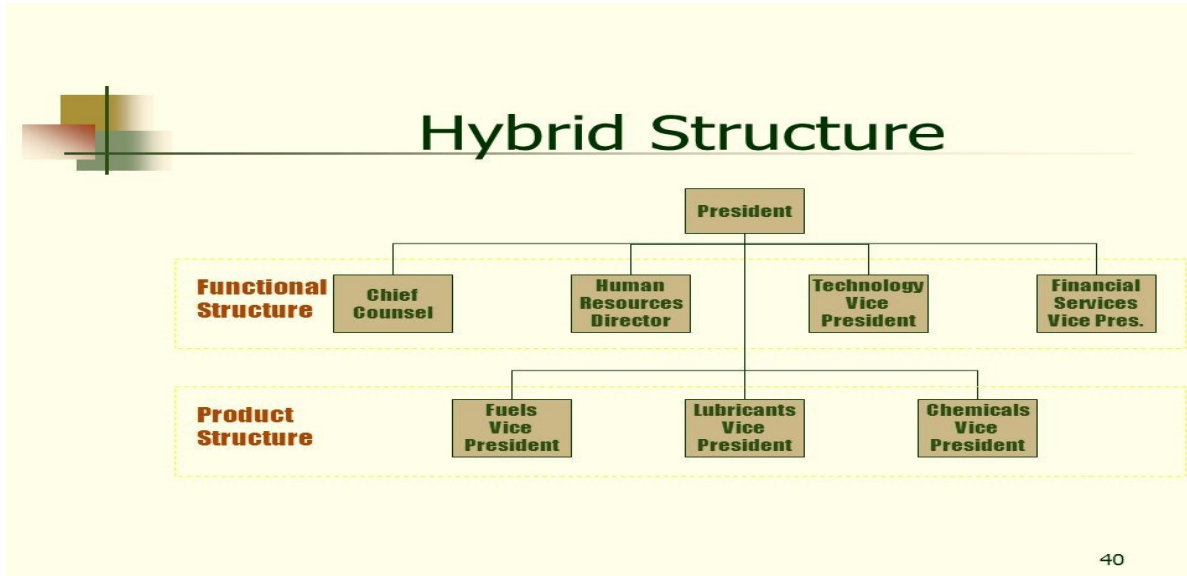 Hybrid Structure
President
Functional
Structure
Chief
Counsel
Human
Resources
Director
Technology
Vice
President
Financial
Services
Vice Pres.
Product
Structure
Fuels
Vice
President
Lubricants
Vice
President
Chemicals
Vice
President
40